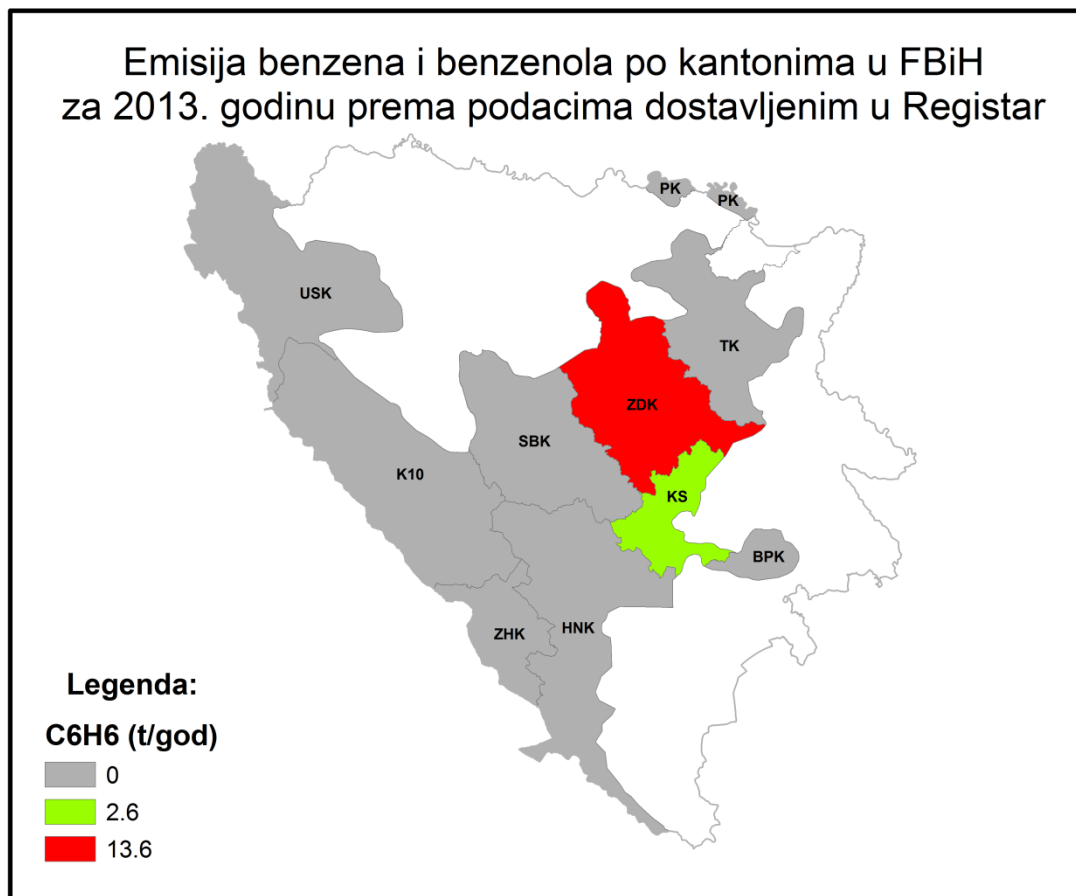 Emisija benzena i benzenola po kantonima u FBiH
za 2013. godinu prema podacima dostavljenim u Registar
PK
PK
USK
TK
ZDK
SBK
K10
KS
BPK
ZHK
HNK
Legenda:
C6H6 (t/god)
0
2.6
13.6